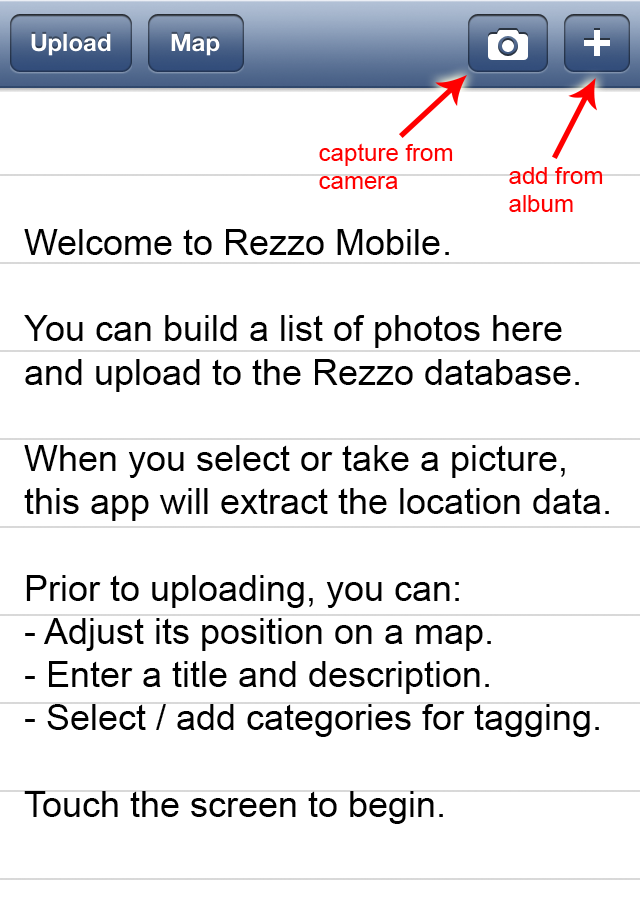 Upload Map
capture from
camera
add from
album
Welcome to Rezzo Mobile.
You can build a list of photos here
and upload to the Rezzo database.
When you select or take a picture,
this app will extract the location data.
Prior to uploading, you can:
- Adjust its position on a map.
- Enter a title and description.
- Select / add categories for tagging.
Touch the screen to begin.